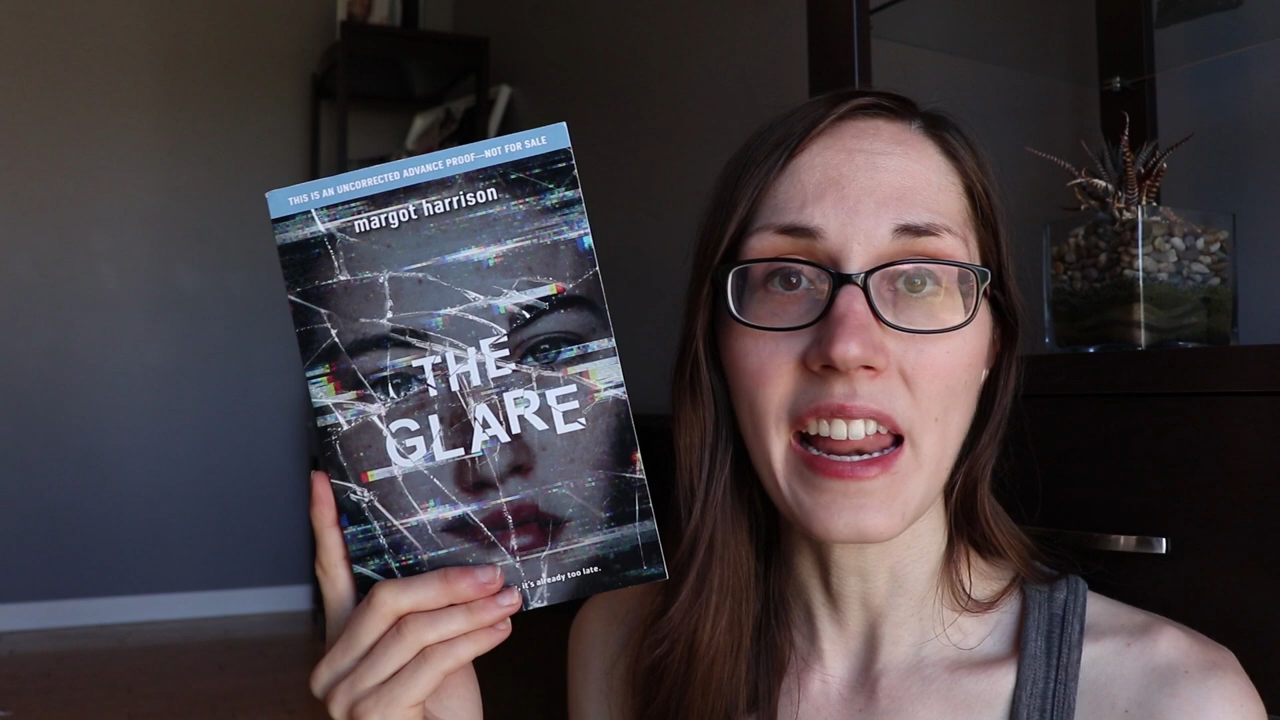 THIS IS AN UNCORRECTED ADVANCE PROOF—NOT FOR SALE
margot harrison
THE
GLARE
it's already too late.